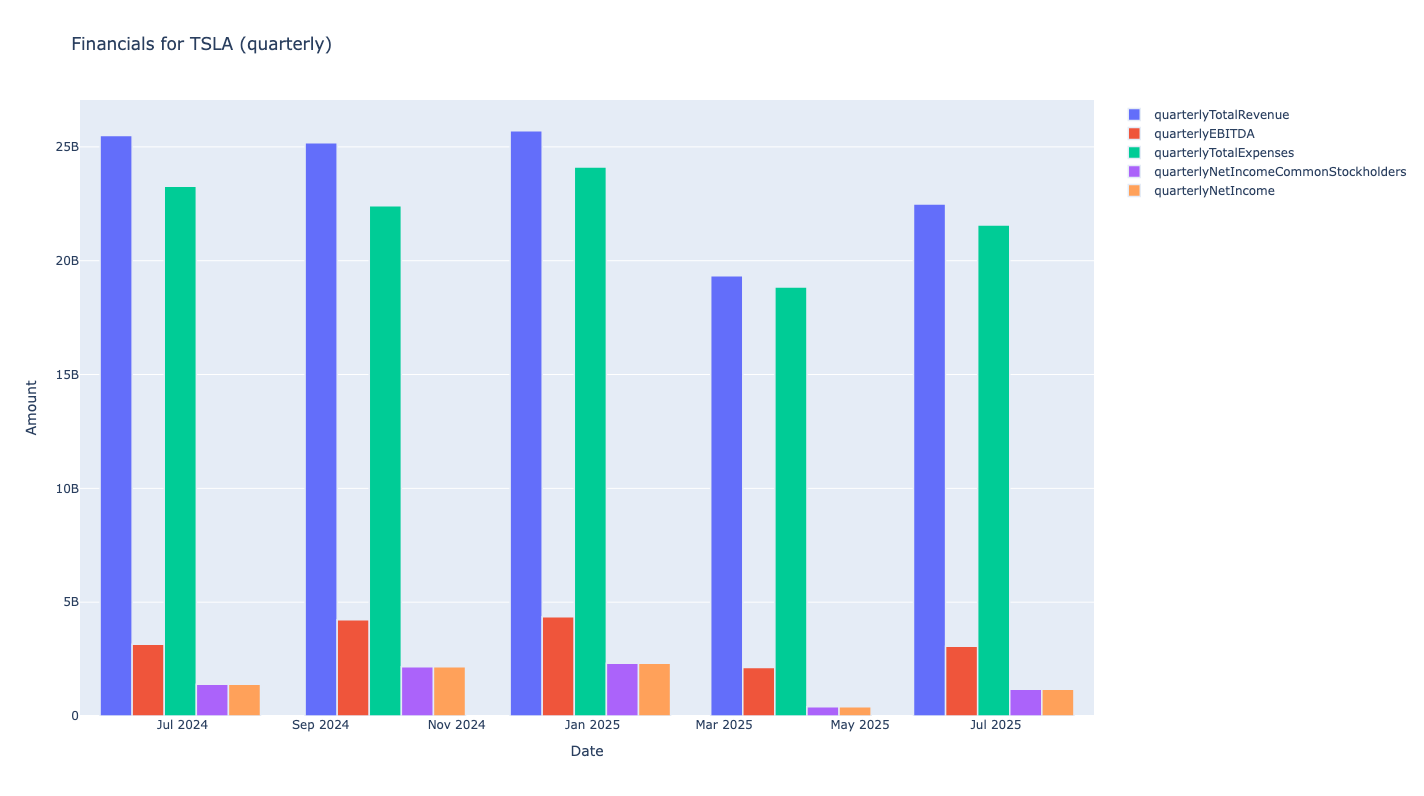 Financials for TSLA (quarterly)
quarterlyTotalRevenue
quarterlyEBITDA
quarterlyTotalExpenses
quarterlyNetIncomeCommonStockholders
quarterlyNetIncome
25B
20B
15B
10B
5B
0
Amount
Jul 2024
Sep 2024
Nov 2024
Jan 2025
Mar 2025
May 2025
Jul 2025
Date